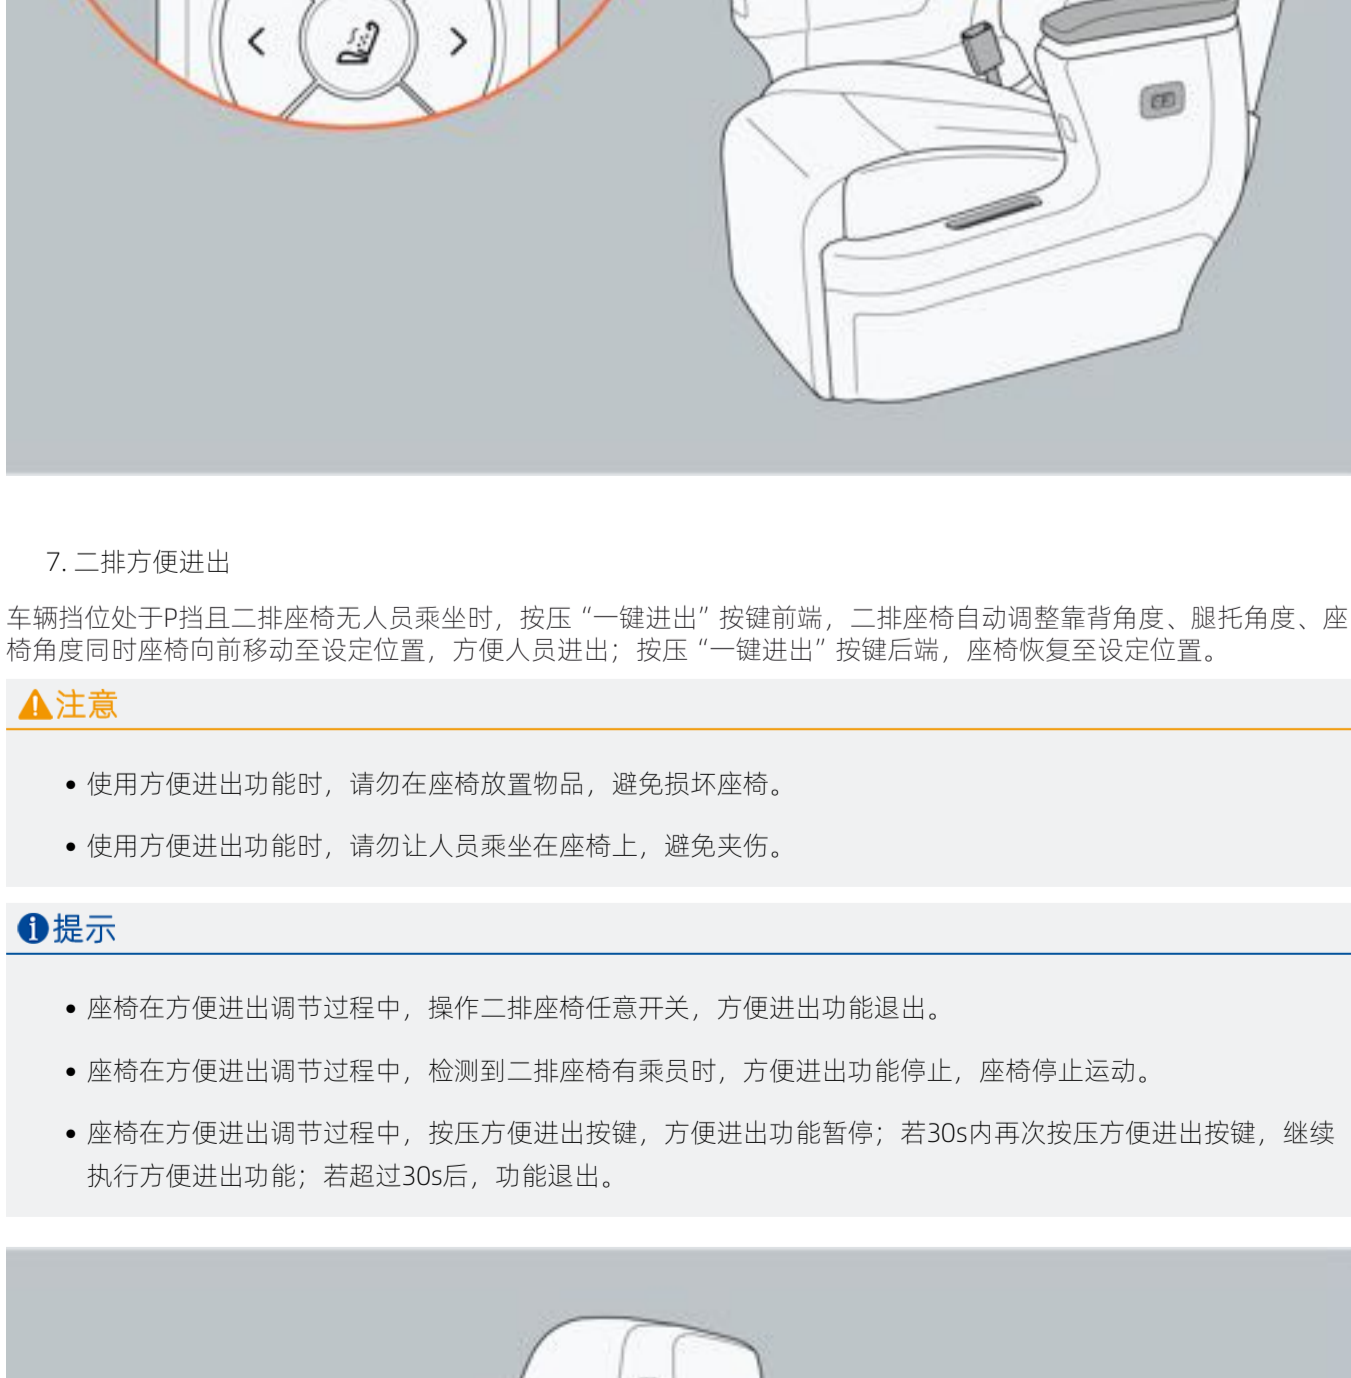 7. 二排方便进出
车辆挡位处于P挡且二排座椅无人员乘坐时，按压“一键进出”按键前端，二排座椅自动调整靠背角度、腿托角度、座
椅角度同时座椅向前移动至设定位置，方便人员进出；按压“一键进出”按键后端，座椅恢复至设定位置。
注意
• 使用方便进出功能时，请勿在座椅放置物品，避免损坏座椅。
• 使用方便进出功能时，请勿让人员乘坐在座椅上，避免夹伤。
提示
• 座椅在方便进出调节过程中，操作二排座椅任意开关，方便进出功能退出。
• 座椅在方便进出调节过程中，检测到二排座椅有乘员时，方便进出功能停止，座椅停止运动。
• 座椅在方便进出调节过程中，按压方便进出按键，方便进出功能暂停；若30s内再次按压方便进出按键，继续
执行方便进出功能；若超过30s后，功能退出。